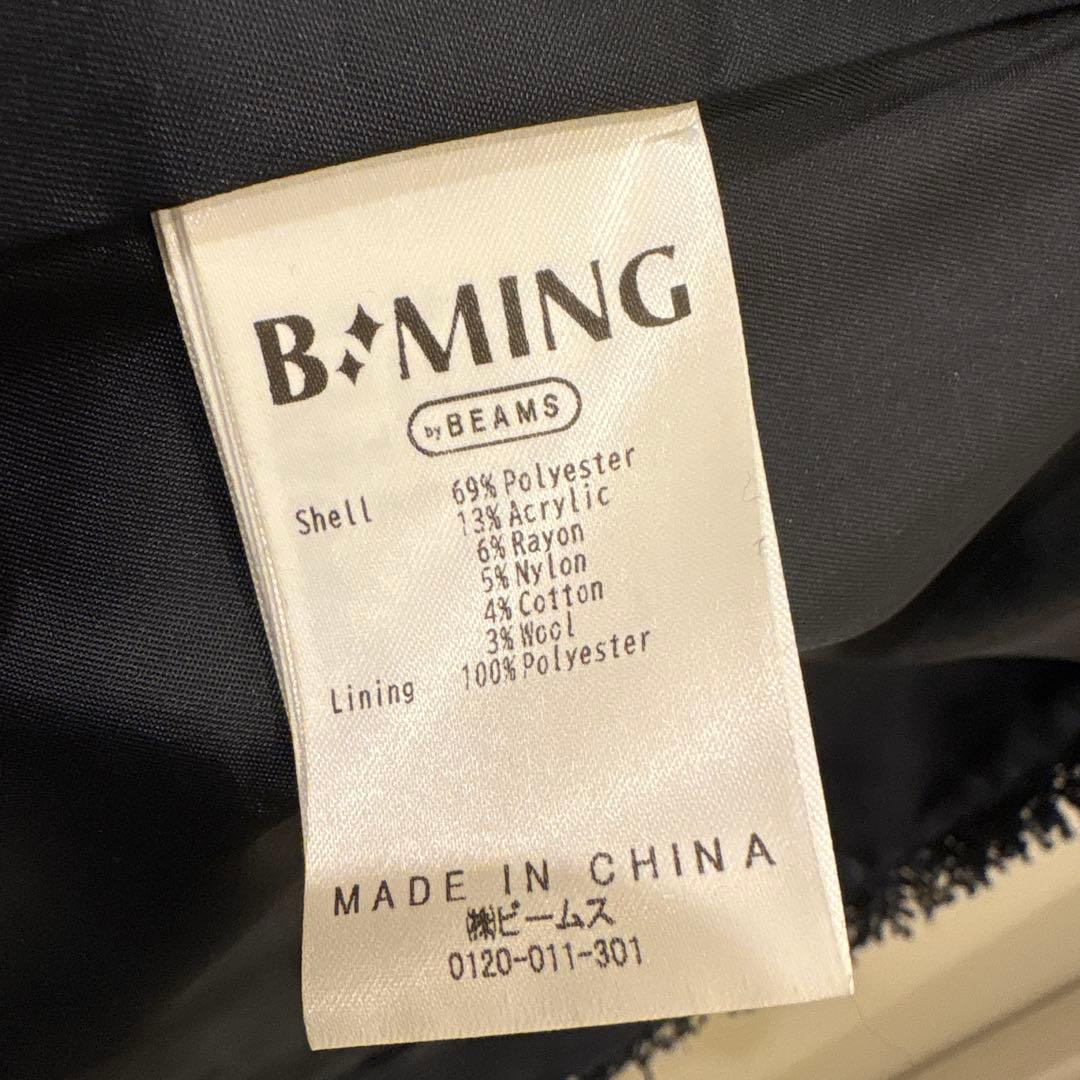 B MING
by BEAMS
Shell 69% Polyester
13% Acrylic
6% Rayon
5% Nylon
4% Cotton
3% Wool
Lining 100% Polyester
MADE IN CHINA
㈱ビームス
0120-011-301